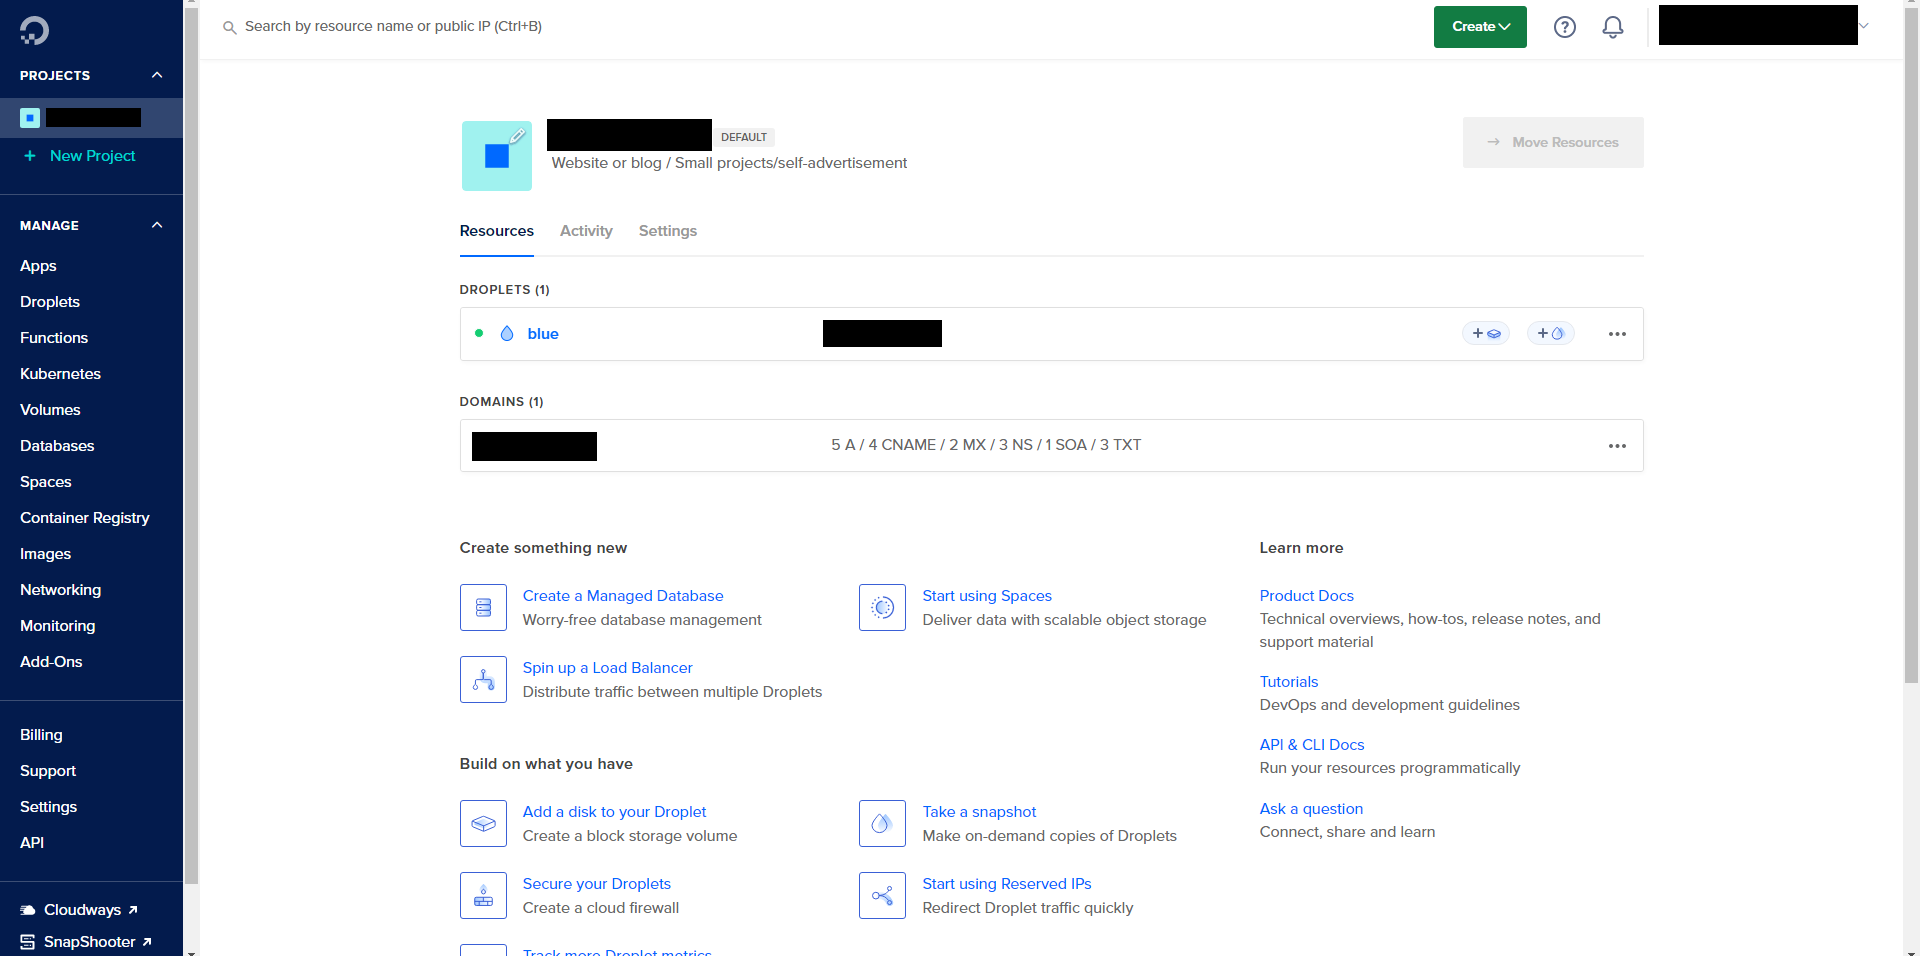 Search by resource name or public IP (Ctrl+B)
Create
PROJECTS
New Project
MANAGE
Apps
Droplets
Functions
Kubernetes
Volumes
Databases
Spaces
Container Registry
Images
Networking
Monitoring
Add-Ons
Billing
Support
Settings
API
Cloudways
SnapShooter
DEFAULT
Website or blog / Small projects/self-advertisement
Move Resources
Resources Activity Settings
DROPLETS (1)
blue
DOMAINS (1)
5 A / 4 CNAME / 2 MX / 3 NS / 1 SOA / 3 TXT
Create something new
Create a Managed Database
Worry-free database management
Start using Spaces
Deliver data with scalable object storage
Spin up a Load Balancer
Distribute traffic between multiple Droplets
Build on what you have
Add a disk to your Droplet
Create a block storage volume
Take a snapshot
Make on-demand copies of Droplets
Secure your Droplets
Create a cloud firewall
Start using Reserved IPs
Redirect Droplet traffic quickly
Track more Droplet metrics
Learn more
Product Docs
Technical overviews, how-tos, release notes, and
support material
Tutorials
DevOps and development guidelines
API & CLI Docs
Run your resources programmatically
Ask a question
Connect, share and learn